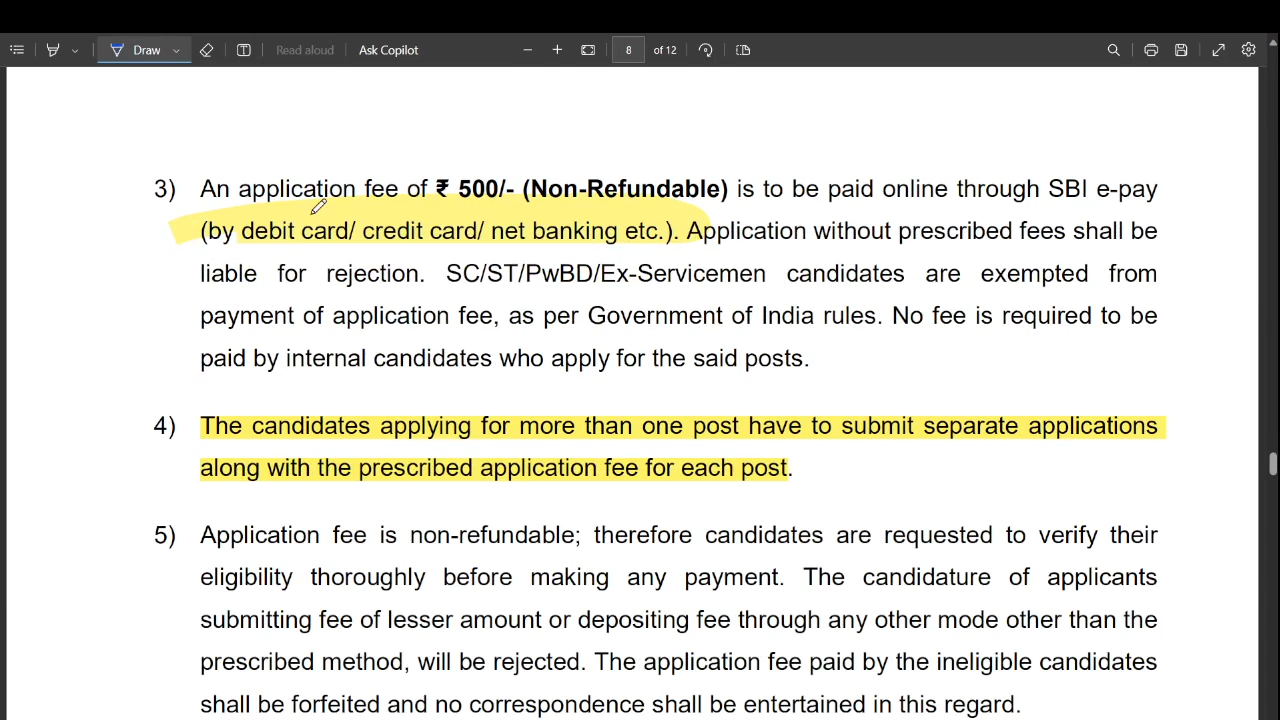 Draw
Read aloud
Ask Copilot
8
of 12
3) An application fee of ₹ 500/- (Non-Refundable) is to be paid online through SBI e-pay
(by debit card/ credit card/ net banking etc.). Application without prescribed fees shall be
liable for rejection. SC/ST/PwBD/Ex-Servicemen candidates are exempted from
payment of application fee, as per Government of India rules. No fee is required to be
paid by internal candidates who apply for the said posts.
4) The candidates applying for more than one post have to submit separate applications
along with the prescribed application fee for each post.
5) Application fee is non-refundable; therefore candidates are requested to verify their
eligibility thoroughly before making any payment. The candidature of applicants
submitting fee of lesser amount or depositing fee through any other mode other than the
prescribed method, will be rejected. The application fee paid by the ineligible candidates
shall be forfeited and no correspondence shall be entertained in this regard.